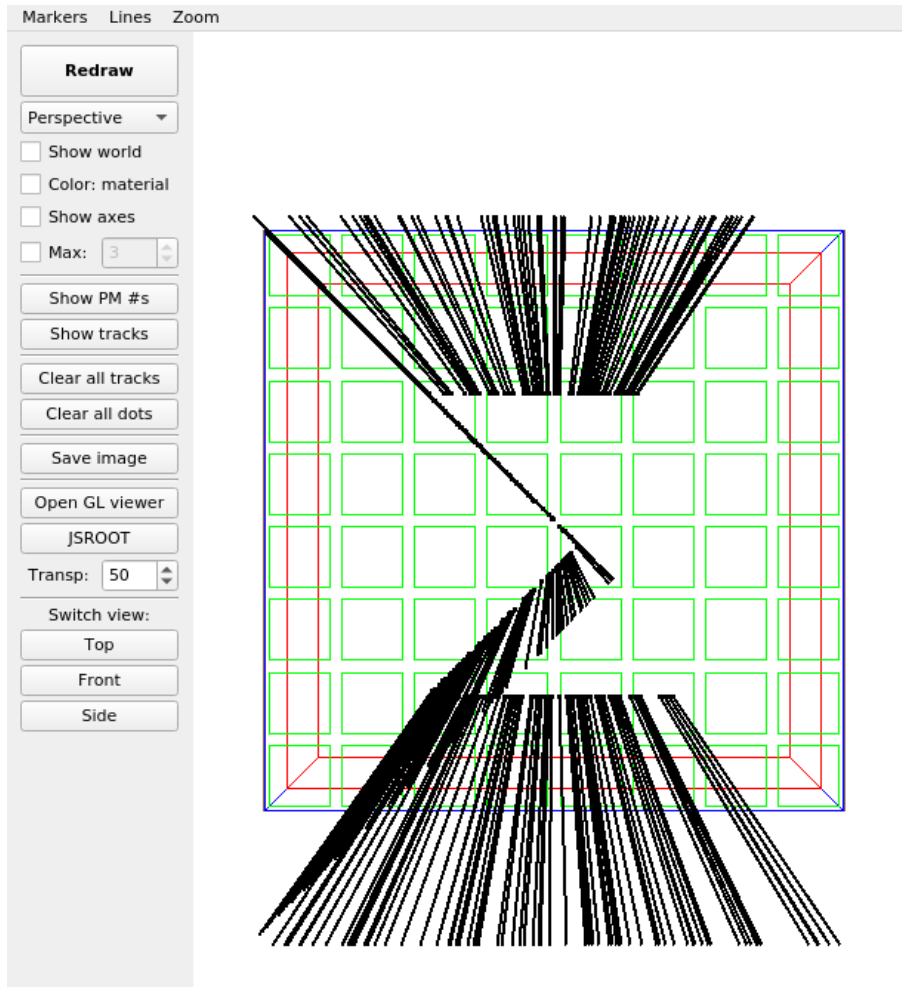 Markers Lines Zoom
Redraw
Perspective
Show world
Color: material
Show axes
Max: 3
Show PM #s
Show tracks
Clear all tracks
Clear all dots
Save image
Open GL viewer
JSROOT
Transp: 50
Switch view:
Top
Front
Side